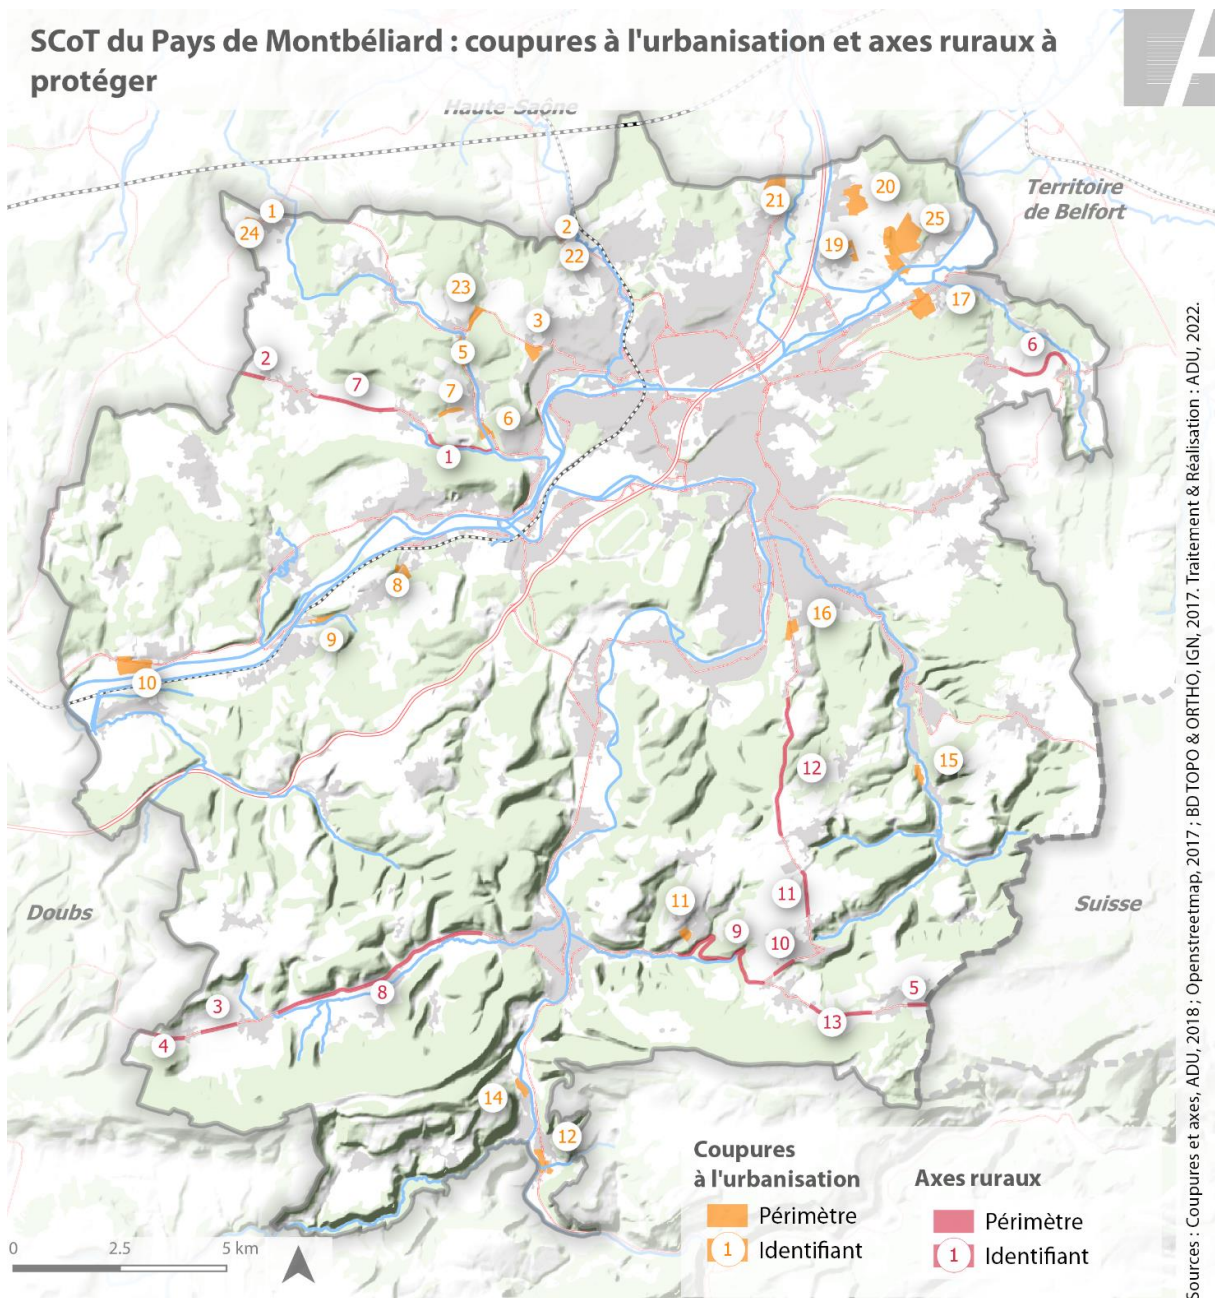 SCoT du Pays de Montbéliard : coupures à l'urbanisation et axes ruraux à
protéger
Haute-Saône
Territoire
de Belfort
20
21
1
25
24
2
19
22
23
17
3
6
5
2
7
7
6
1
8
16
9
10
15
12
11
11
9
10
Doubs
Suisse
5
3
8
13
4
14
12
Coupures
à l'urbanisation
Périmètre
1 Identifiant
Axes ruraux
Périmètre
1 Identifiant
0 2.5 5 km
Sources : Coupures et axes, ADU, 2018 ; Openstreetmap, 2017 ; BD TOPO & ORTHO, IGN, 2017. Traitement & Réalisation : ADU, 2022.